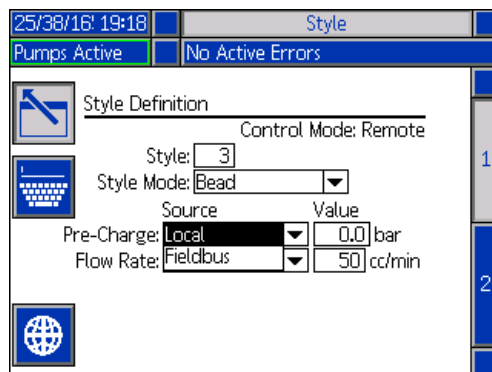 25/38/16! 19:18 Style
Pumps Active No Active Errors
Style Definition
Control Mode: Remote
Style: 3
Style Mode: Bead
Source Value
Pre-Charge: Local 0.0 bar
Flow Rate: Fieldbus 50 cc/min
1
2